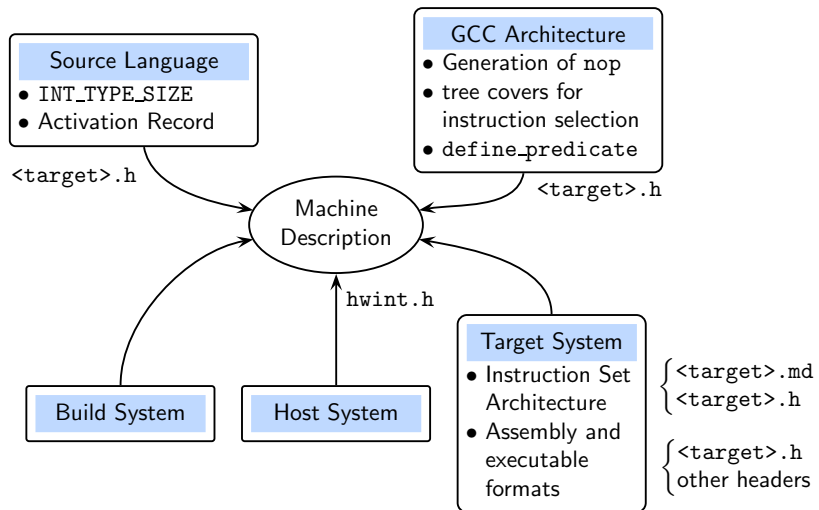 Source Language
• INT_TYPE_SIZE
• Activation Record
<target>.h
GCC Architecture
• Generation of nop
• tree covers for
instruction selection
• define_predicate
<target>.h
Machine
Description
hwint.h
Build System
Host System
Target System
• Instruction Set
Architecture
• Assembly and
executable
formats
<target>.md
<target>.h
<target>.h
other headers